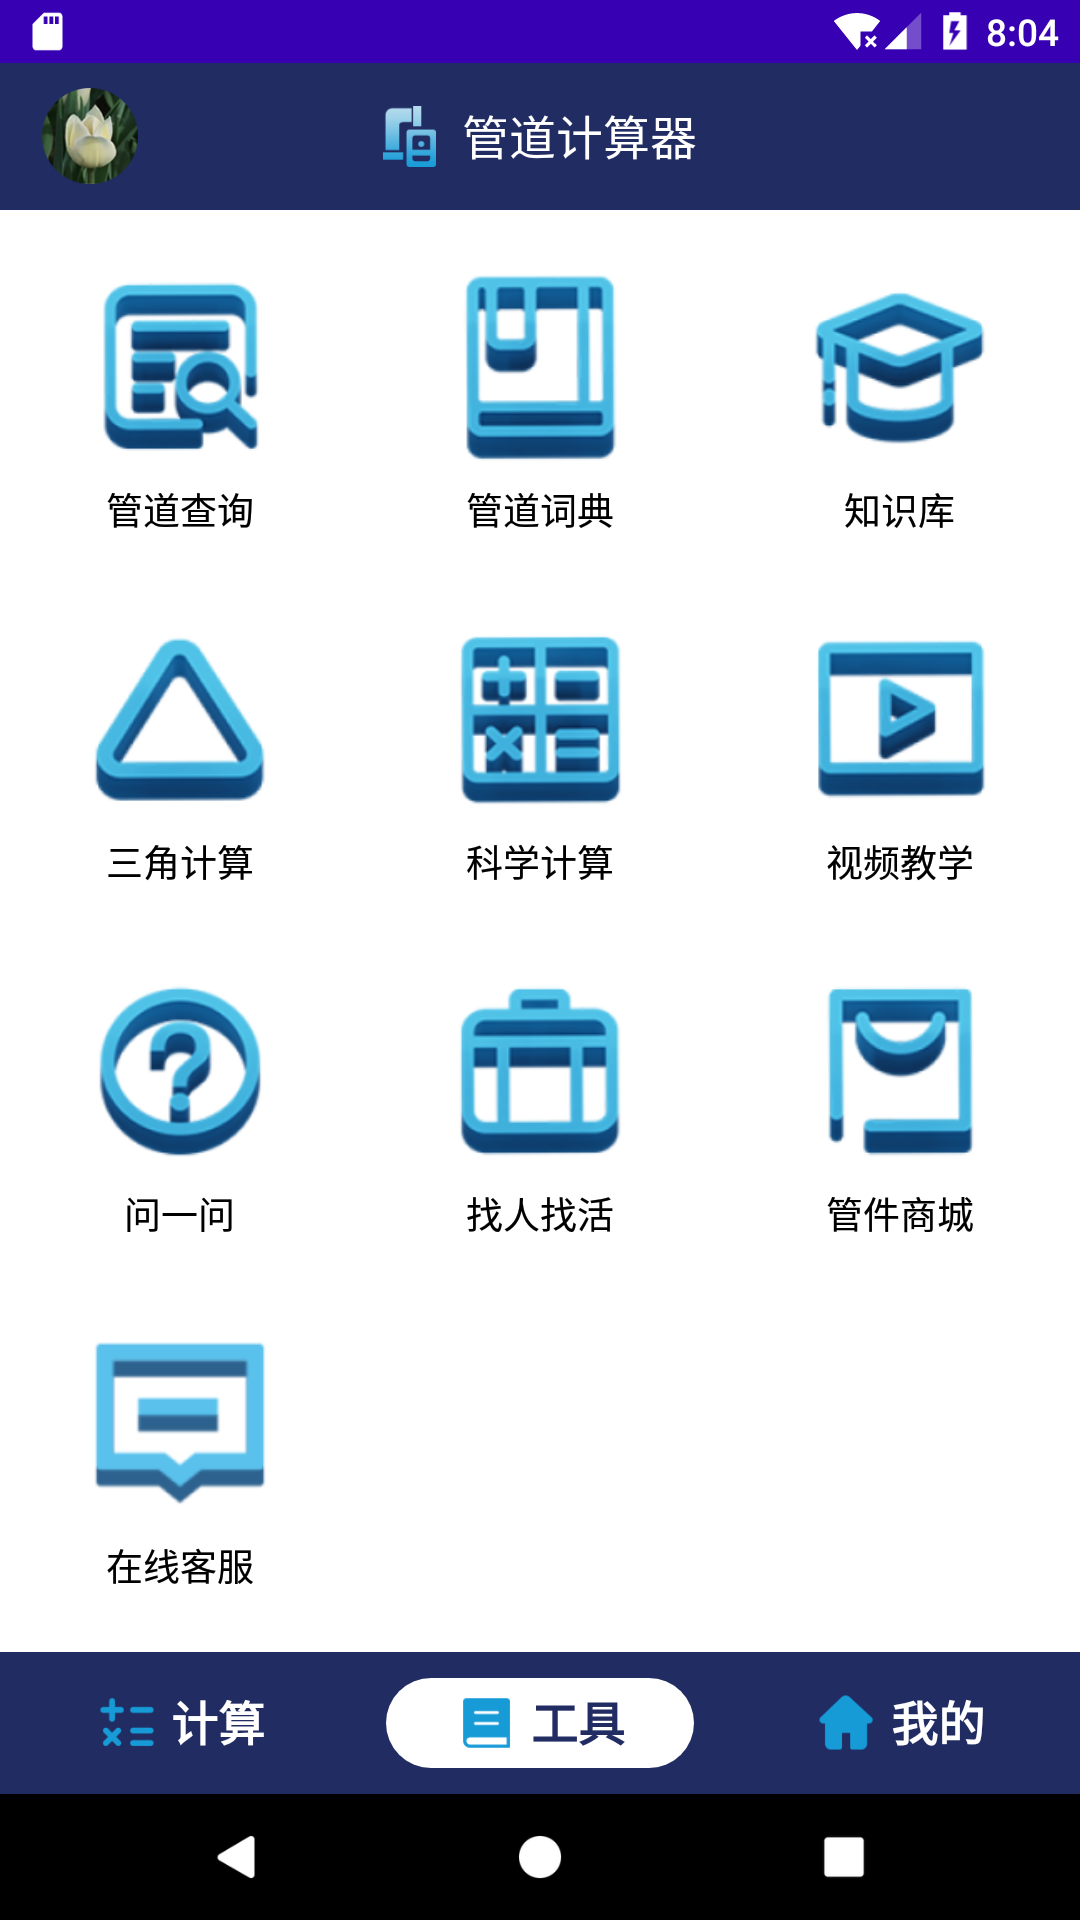 8:04
管道计算器
管道查询
管道词典
知识库
三角计算
科学计算
视频教学
问一问
找人找活
管件商城
在线客服
计算
工具
我的